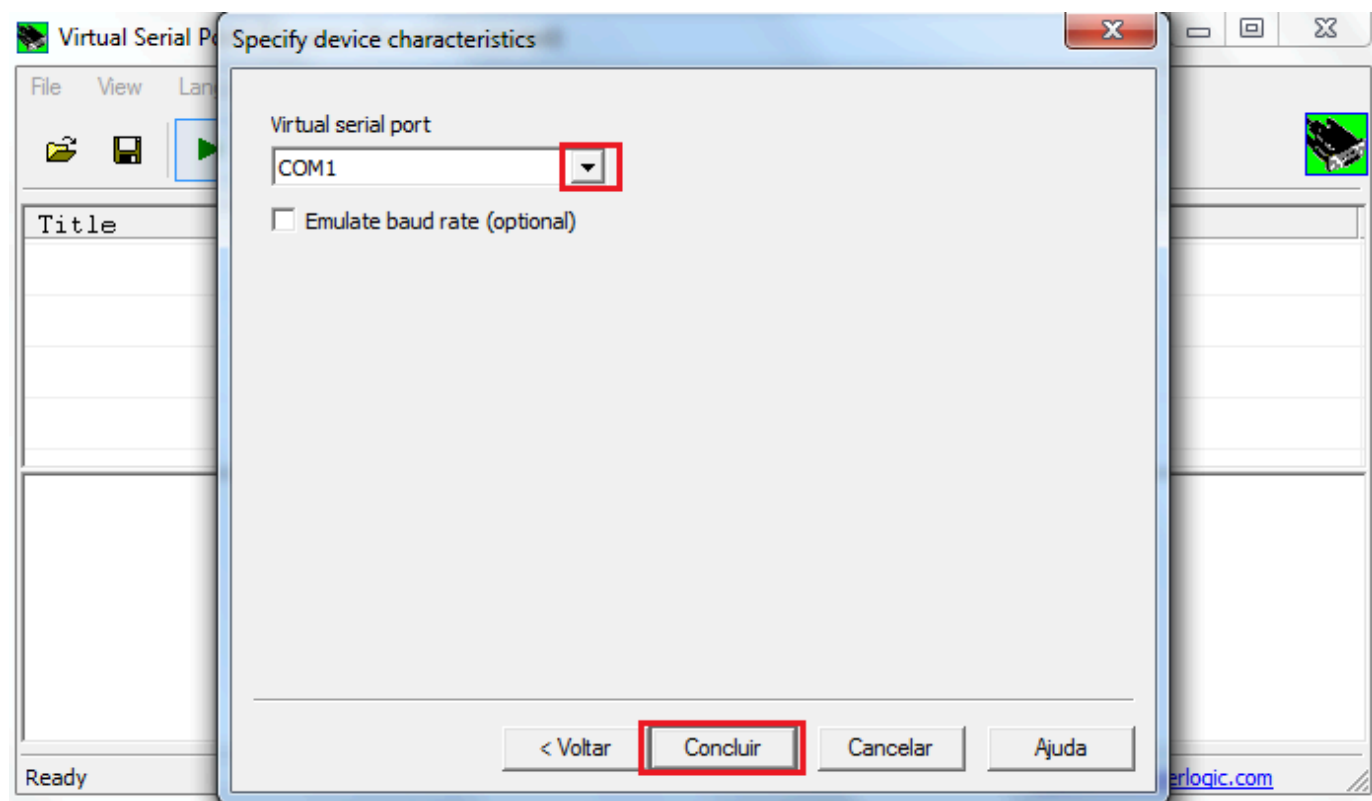 Virtual Serial Po
Specify device characteristics
File View Lan
Virtual serial port
COM1
Emulate baud rate (optional)
Title
< Voltar Concluir Cancelar Ajuda
Ready
erlogic.com